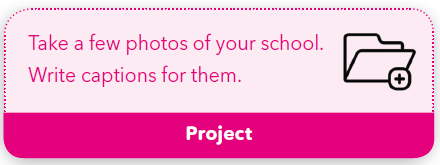 Take a few photos of your school.
Write captions for them.
Project